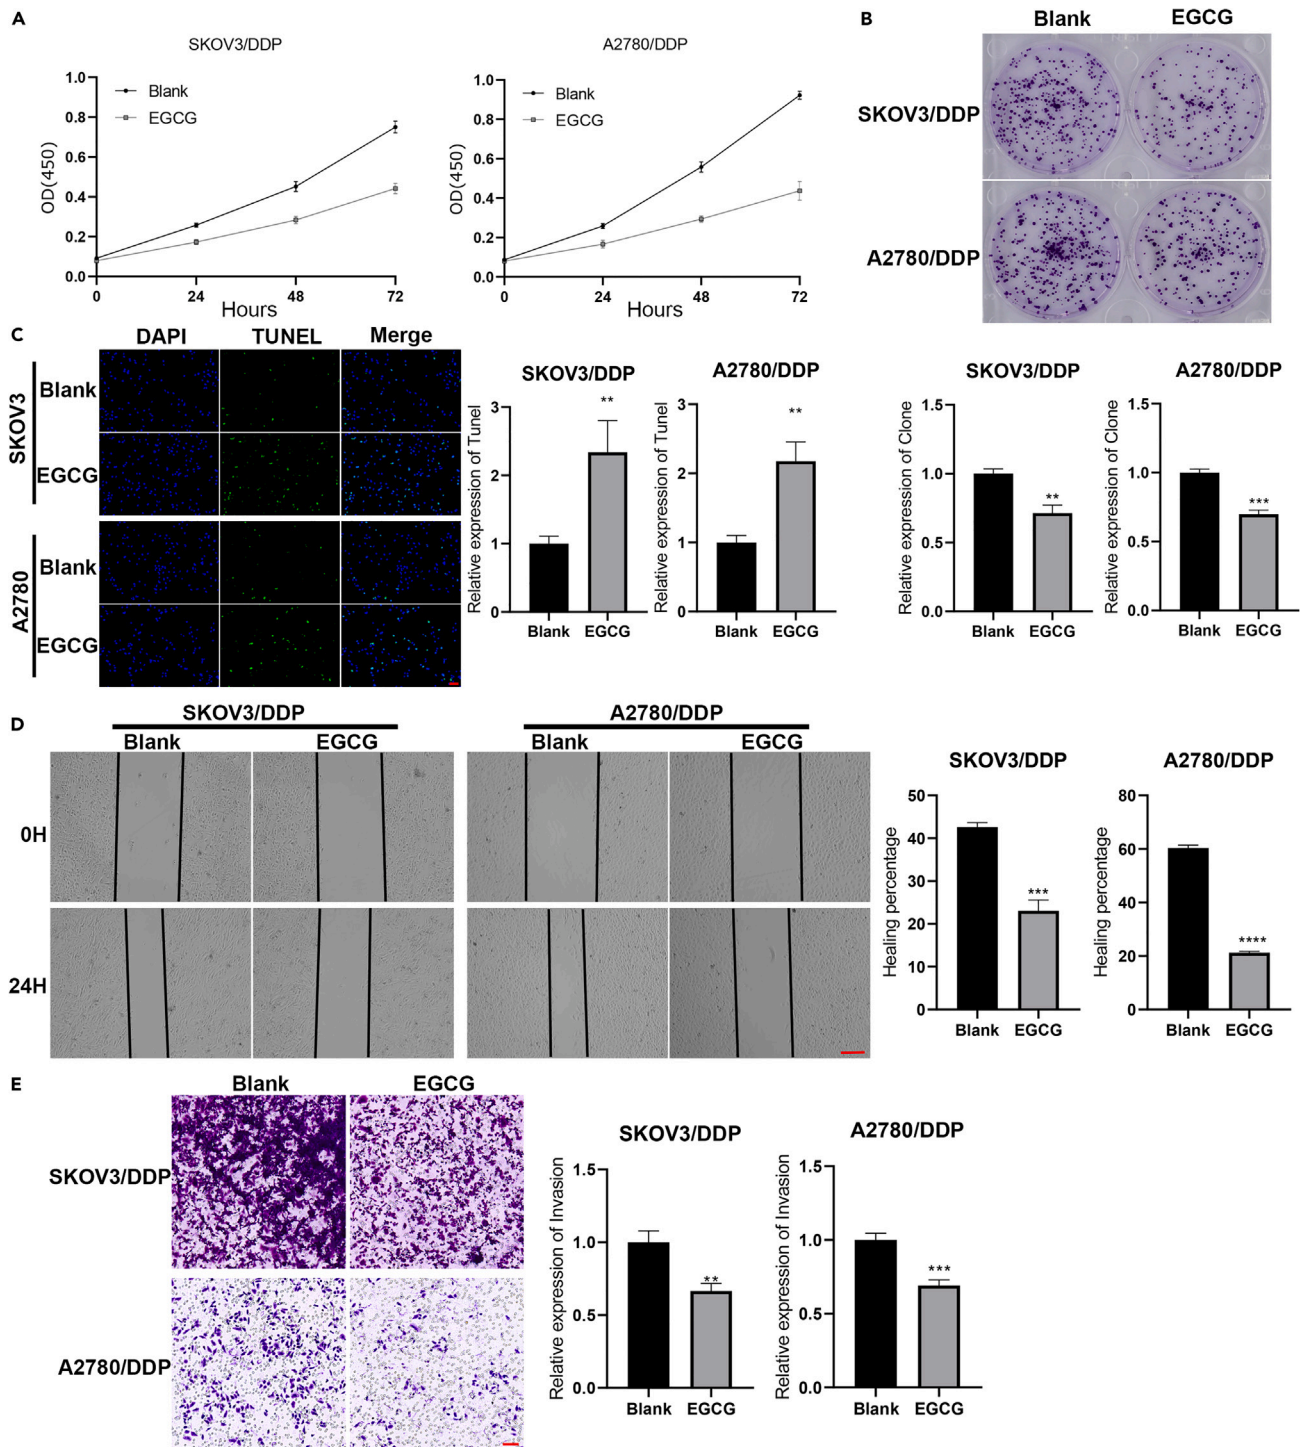 A
SKOV3/DDP
1.0
0.8
0.6
0.4
0.2
0.0
OD(450)
Blank
EGCG
0
24
48
72
Hours
A2780/DDP
1.0
0.8
0.6
0.4
0.2
0.0
OD(450)
Blank
EGCG
0
24
48
72
Hours
B
Blank
EGCG
SKOV3/DDP
A2780/DDP
SKOV3/DDP
1.5
1.0
0.5
0.0
Relative expression of Clone
**
Blank
EGCG
A2780/DDP
1.5
1.0
0.5
0.0
Relative expression of Clone
***
Blank
EGCG
C
DAPI
TUNEL
Merge
SKOV3
Blank
EGCG
A2780
Blank
EGCG
SKOV3/DDP
3
2
1
0
Relative expression of Tunel
**
Blank
EGCG
A2780/DDP
3
2
1
0
Relative expression of Tunel
**
Blank
EGCG
D
SKOV3/DDP
A2780/DDP
Blank
EGCG
Blank
EGCG
0H
24H
SKOV3/DDP
50
40
30
20
10
0
Healing percentage
***
Blank
EGCG
A2780/DDP
80
60
40
20
0
Healing percentage
****
Blank
EGCG
E
Blank
EGCG
SKOV3/DDP
A2780/DDP
SKOV3/DDP
1.5
1.0
0.5
0.0
Relative expression of Invasion
**
Blank
EGCG
A2780/DDP
1.5
1.0
0.5
0.0
Relative expression of Invasion
***
Blank
EGCG